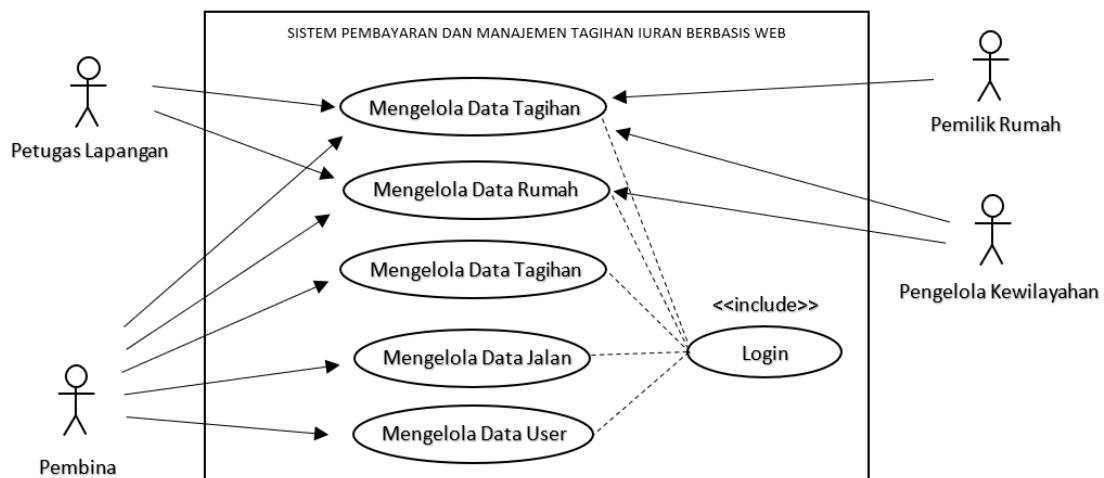 SISTEM PEMBAYARAN DAN MANAJEMEN TAGIHAN IURAN BERBASIS WEB
Petugas Lapangan
Pembina
Mengelola Data Tagihan
Mengelola Data Rumah
Mengelola Data Tagihan
Mengelola Data Jalan
Mengelola Data User
<<include>>
Login
Pemilik Rumah
Pengelola Kewilayahan